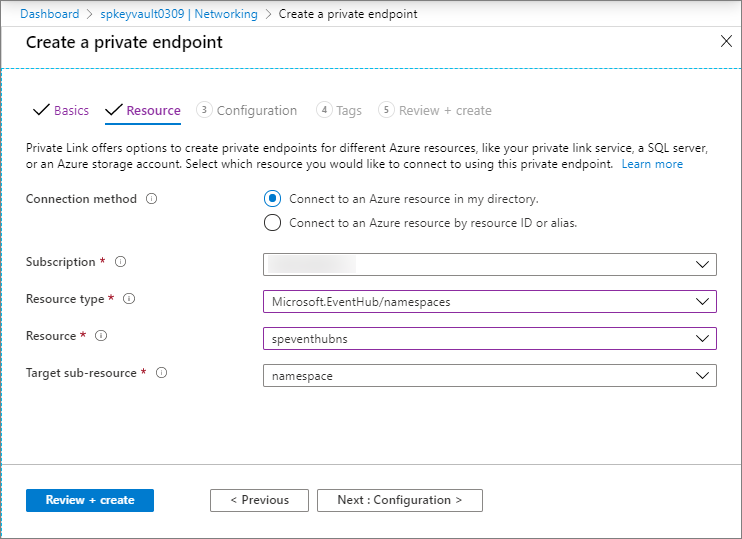 Dashboard > spkeyvault0309 | Networking > Create a private endpoint
Create a private endpoint
Basics Resource 3 Configuration 4 Tags 5 Review + create
Private Link offers options to create private endpoints for different Azure resources, like your private link service, a SQL server,
or an Azure storage account. Select which resource you would like to connect to using this private endpoint. Learn more
Connection method Connect to an Azure resource in my directory.
Connect to an Azure resource by resource ID or alias.
Subscription *
Resource type * Microsoft.EventHub/namespaces
Resource * speventhubns
Target sub-resource * namespace
Review + create < Previous Next : Configuration >